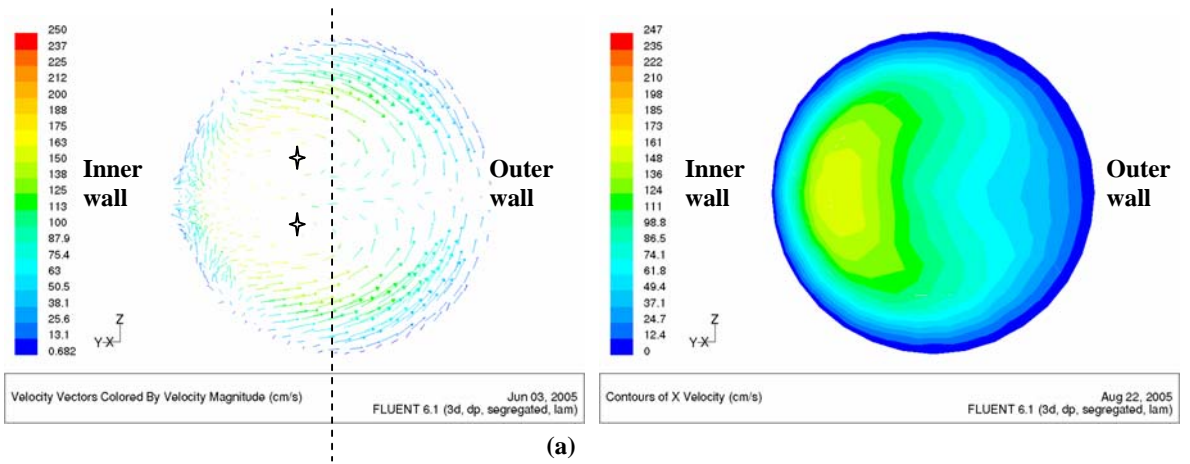 250
237
225
212
200
188
175
163
150
138
125
113
100
87.9
75.4
63
50.5
38.1
25.6
13.1
0.682
Inner
wall
Outer
wall
Z
Y X
Velocity Vectors Colored By Velocity Magnitude (cm/s)
Jun 03, 2005
FLUENT 6.1 (3d, dp, segregated, lam)
247
235
222
210
198
185
173
161
148
136
124
111
98.8
86.5
74.1
61.8
49.4
37.1
24.7
12.4
0
Inner
wall
Outer
wall
Z
Y X
Contours of X Velocity (cm/s)
Aug 22, 2005
FLUENT 6.1 (3d, dp, segregated, lam)
(a)